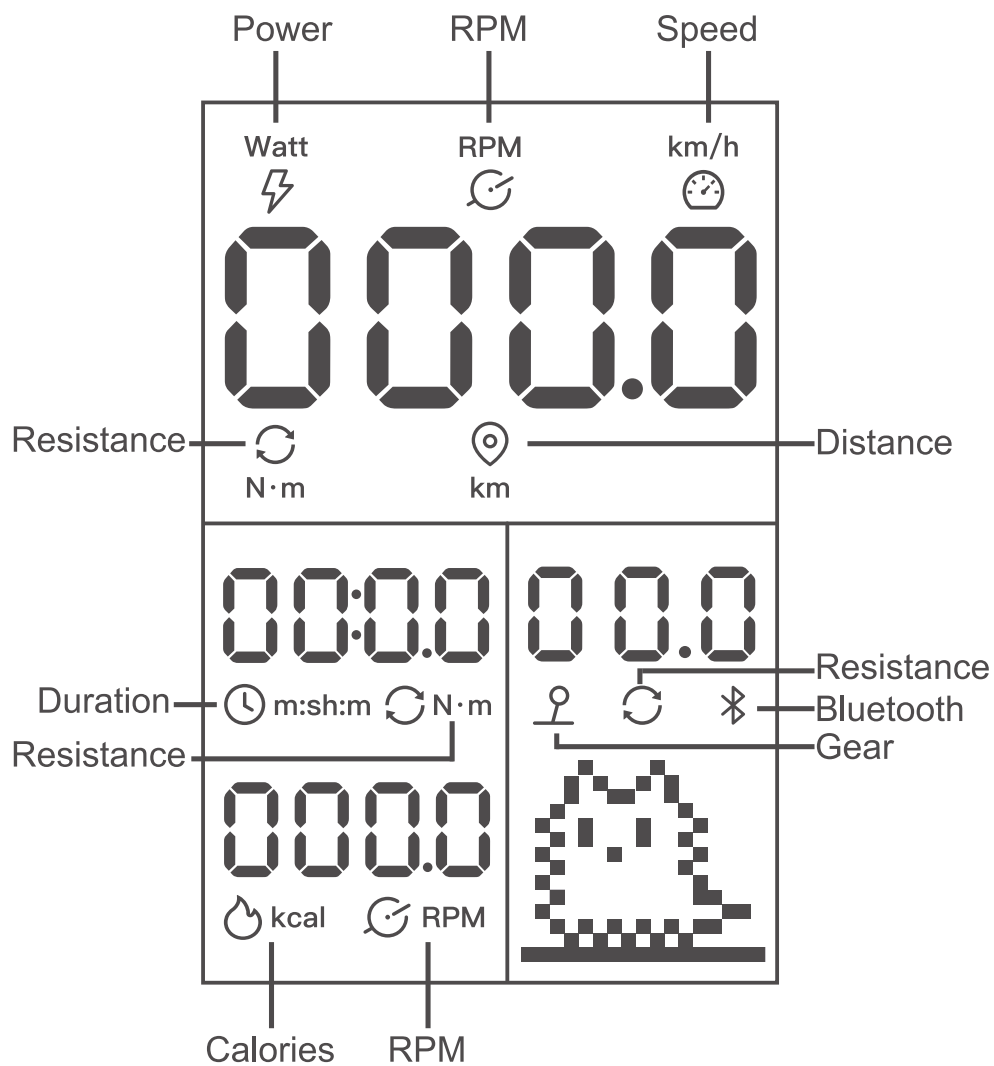 Power RPM Speed
Watt RPM km/h
000.0
Resistance Distance
N·m km
00:0.0 00.0
Resistance
Duration m:sh:m N·m Bluetooth
Resistance Gear
000.0
kcal RPM
Calories RPM